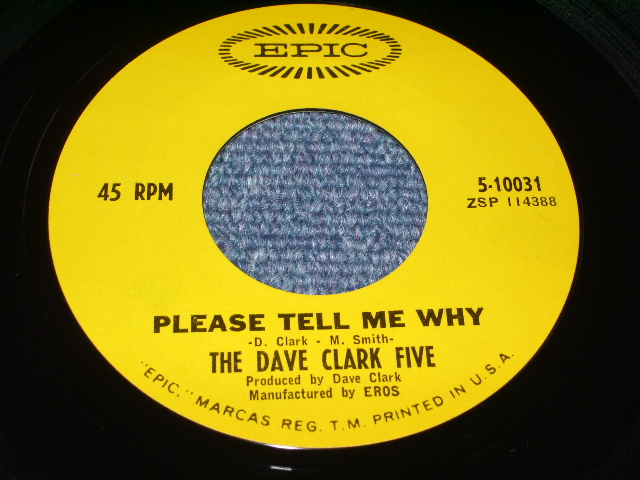 EPIC
45 RPM
5-10031
ZSP 114388
PLEASE TELL ME WHY
-D. Clark - M. Smith-
THE DAVE CLARK FIVE
Produced by Dave Clark
Manufactured by EROS
"EPIC," MARCAS REG. T.M. PRINTED IN U.S.A.